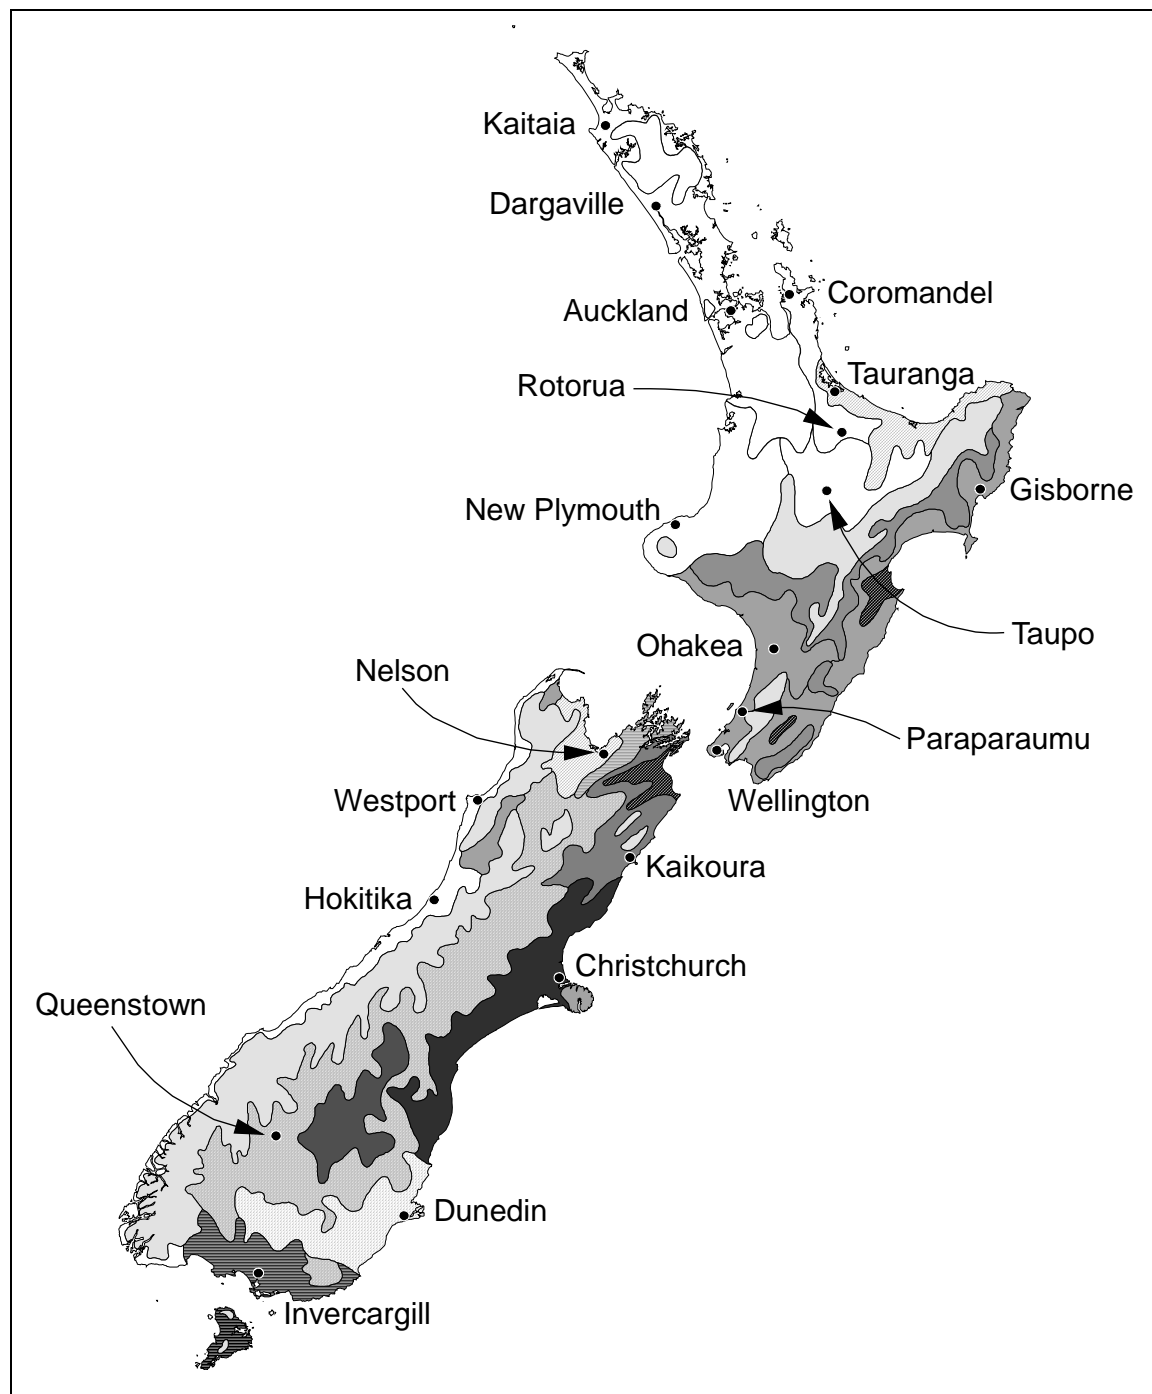 Kaitaia
Dargaville
Coromandel
Auckland
Tauranga
Rotorua
Gisborne
New Plymouth
Taupo
Ohakea
Nelson
Paraparaumu
Westport
Wellington
Kaikoura
Hokitika
Christchurch
Queenstown
Dunedin
Invercargill